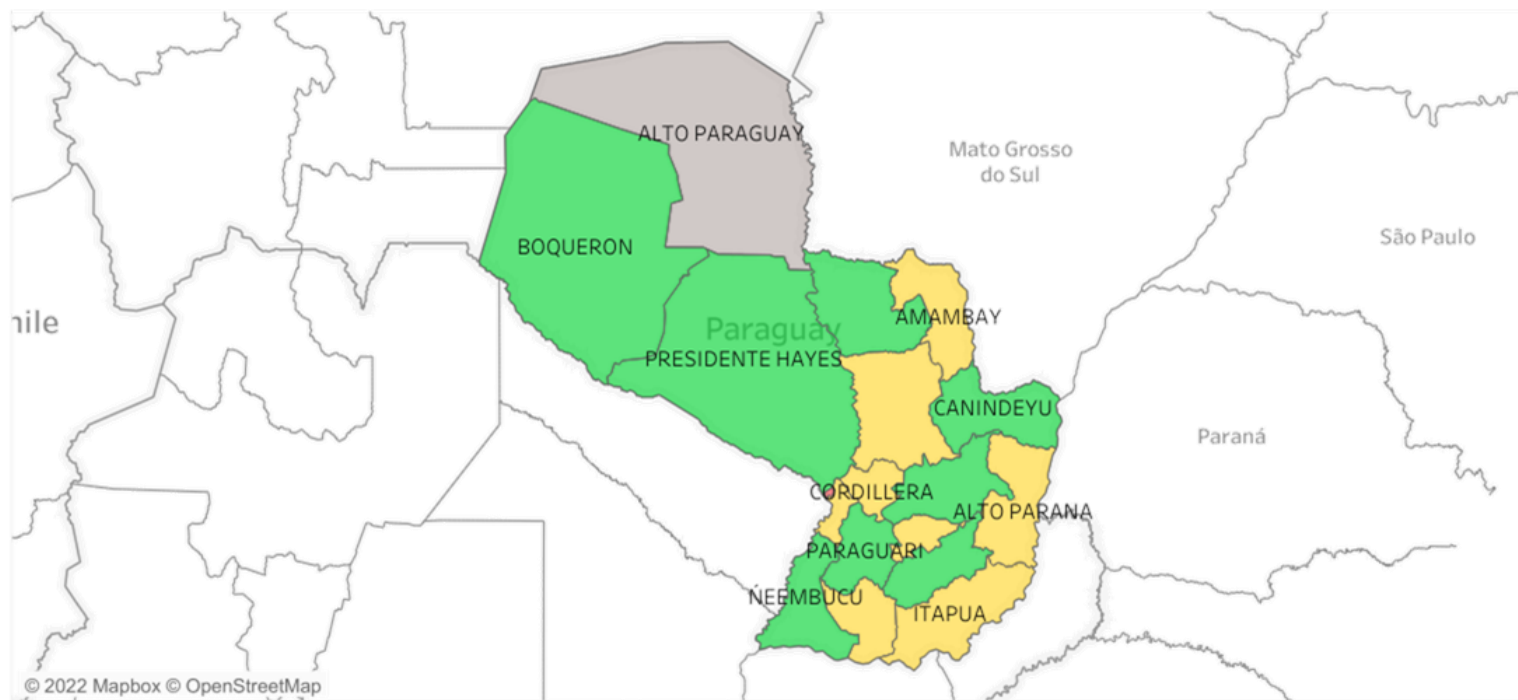 ALTO PARAGUAY
Mato Grosso
do Sul
BOQUERON
São Paulo
AMAMBAY
hile
Paraguay
PRESIDENTE HAYES
CANINDEYU
Paraná
CORDILLERA
ALTO PARANA
PARAGUARI
ÑEEMBUCU
ITAPUA
© 2022 Mapbox © OpenStreetMap